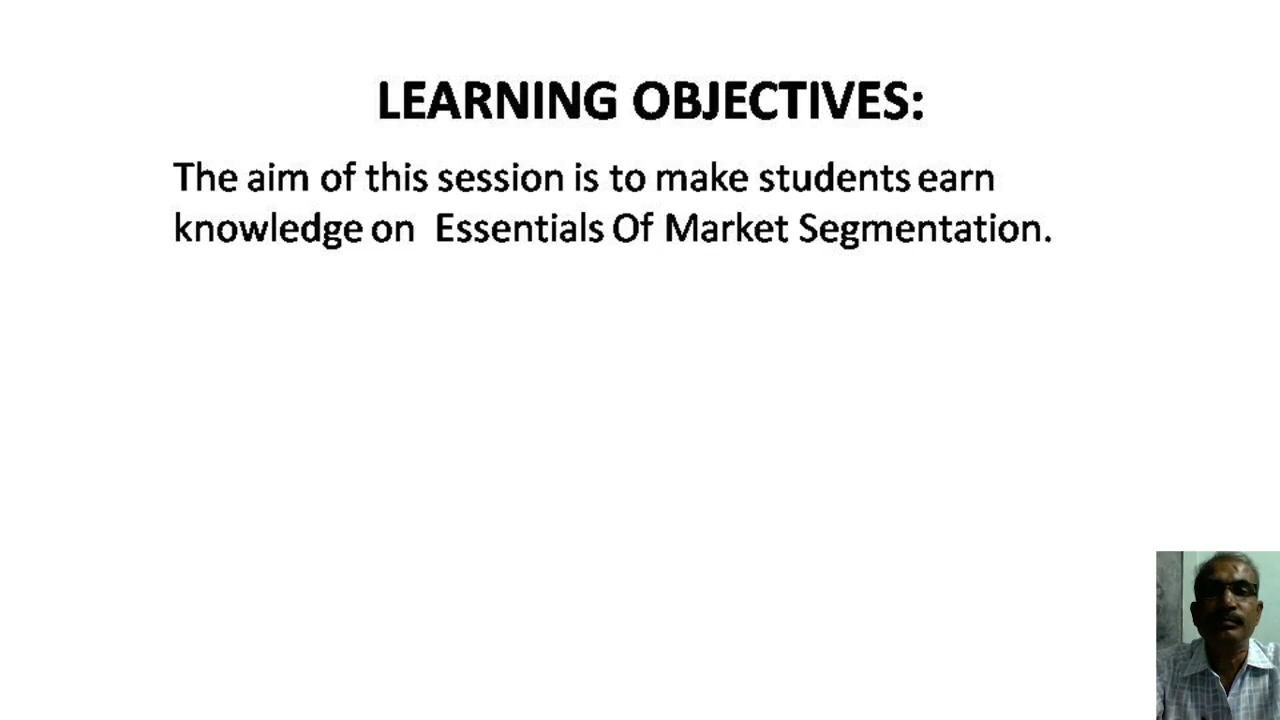 LEARNING OBJECTIVES:
The aim of this session is to make students earn
knowledge on  Essentials Of Market Segmentation.